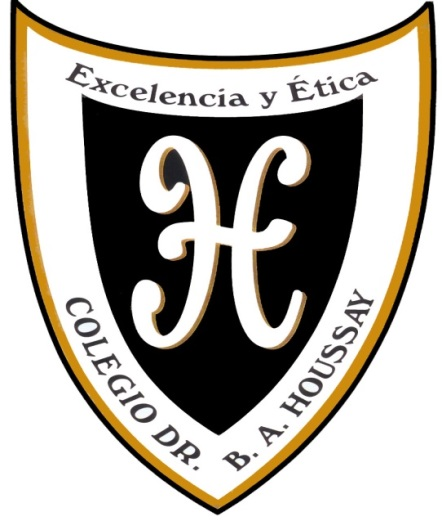 Excelencia y Ética
H
COLEGIO DR. B. A. HOUSSAY